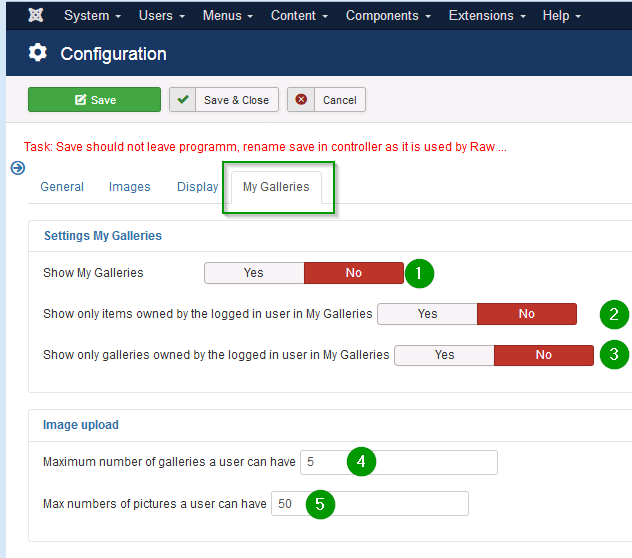 System Users Menus Content Components Extensions Help
Configuration
Save Save & Close Cancel
Task: Save should not leave programm, rename save in controller as it is used by Raw ...
General Images Display My Galleries
Settings My Galleries
Show My Galleries Yes No 1
Show only items owned by the logged in user in My Galleries Yes No 2
Show only galleries owned by the logged in user in My Galleries Yes No 3
Image upload
Maximum number of galleries a user can have 5 4
Max numbers of pictures a user can have 50 5